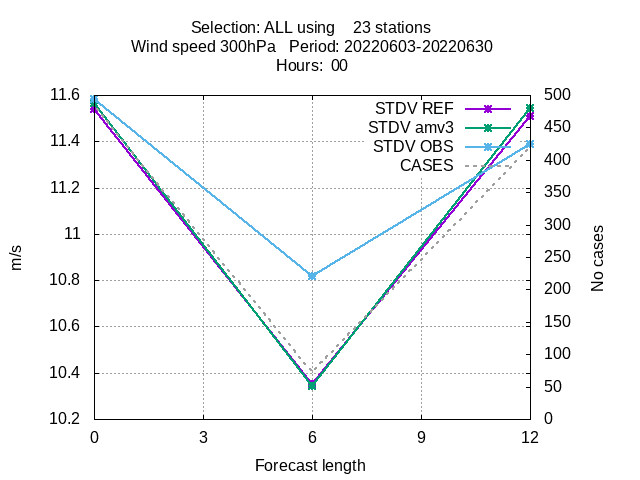 Selection: ALL using    23 stations
Wind speed 300hPa   Period: 20220603-20220630
Hours:  00
11.6
11.4
11.2
11
10.8
10.6
10.4
10.2
m/s
STDV REF
STDV amv3
STDV OBS
CASES
500
450
400
350
300
250
200
150
100
50
0
No cases
0 3 6 9 12
Forecast length